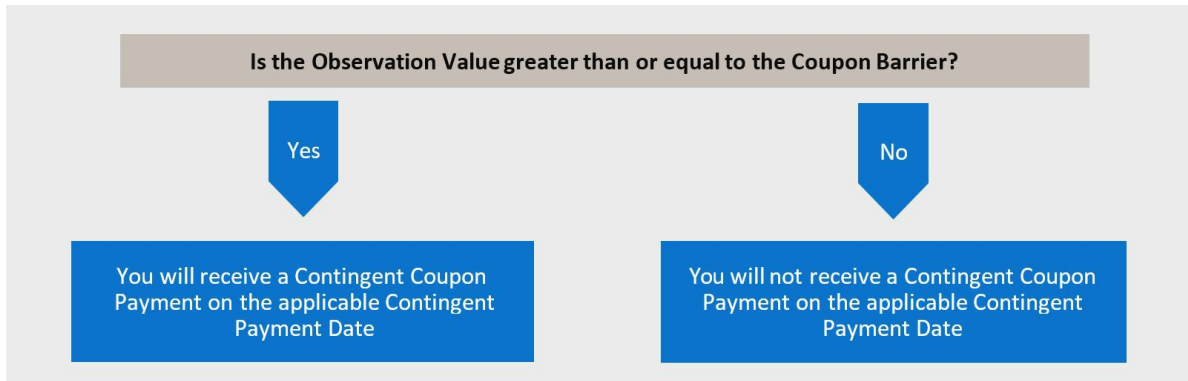 Is the Observation Value greater than or equal to the Coupon Barrier?
Yes
No
You will receive a Contingent Coupon
Payment on the applicable Contingent
Payment Date
You will not receive a Contingent Coupon
Payment on the applicable Contingent
Payment Date